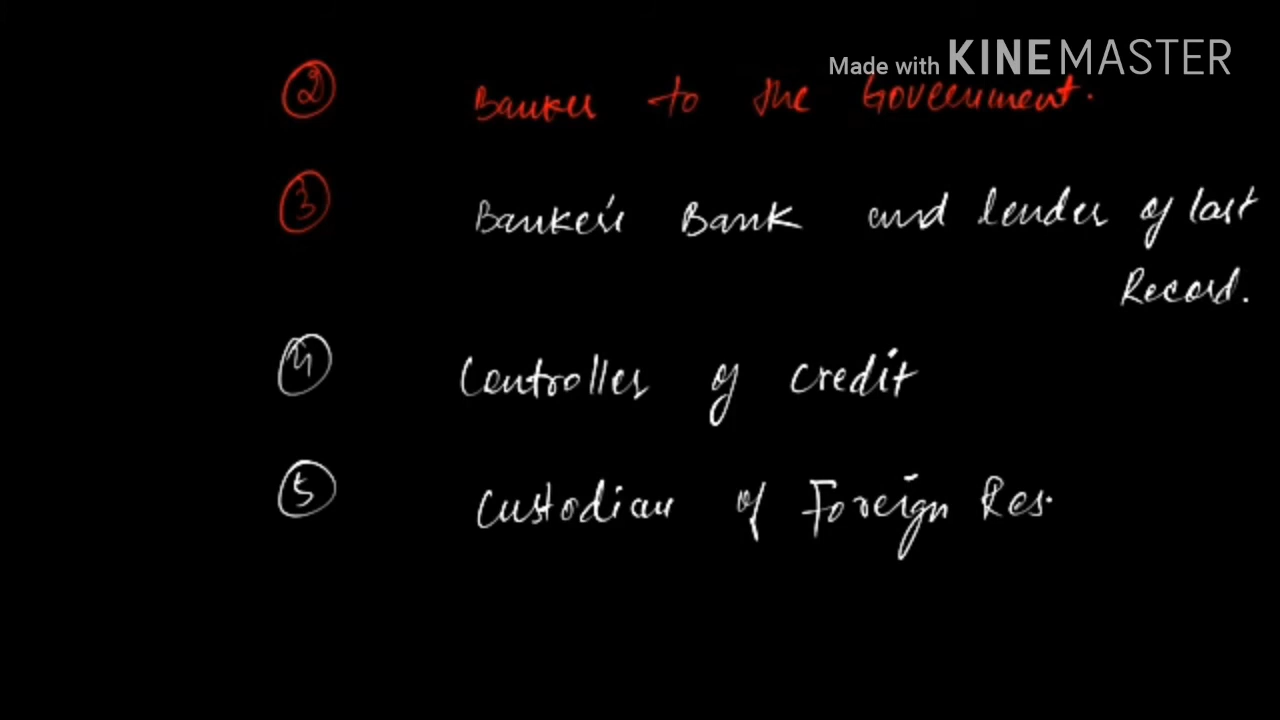 Made with KINEMASTER
② Banker to the Government.
③ Banker's Bank and lender of last
Record.
④ Controller of credit
⑤ Custodian of Foreign Res.